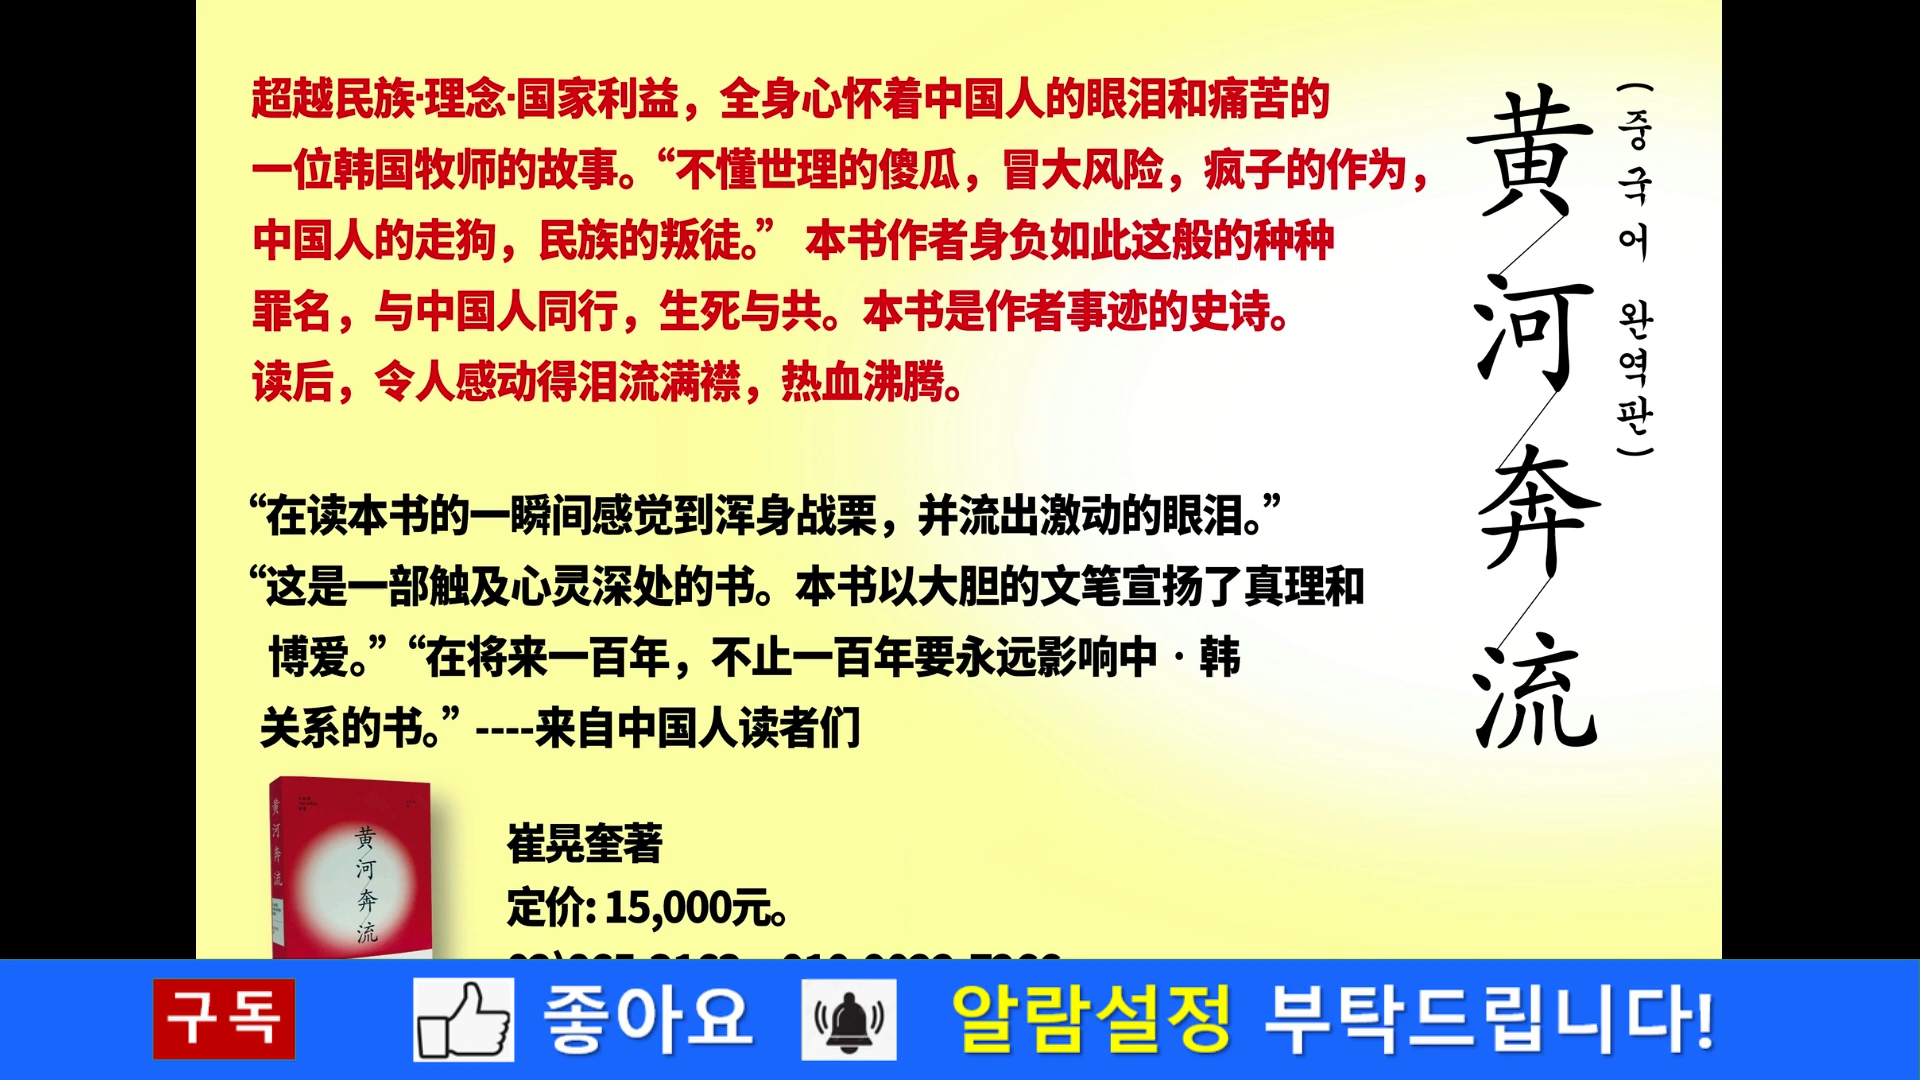 超越民族·理念·国家利益，全身心怀着中国人的眼泪和痛苦的
一位韩国牧师的故事。“不懂世理的傻瓜，冒大风险，疯子的作为，
中国人的走狗，民族的叛徒。” 本书作者身负如此这般的种种
罪名，与中国人同行，生死与共。本书是作者事迹的史诗。
读后，令人感动得泪流满襟，热血沸腾。
“在读本书的一瞬间感觉到浑身战栗，并流出激动的眼泪。”
“这是一部触及心灵深处的书。本书以大胆的文笔宣扬了真理和
博爱。” “在将来一百年，不止一百年要永远影响中 · 韩
关系的书。” ----来自中国人读者们
黄河奔流
(중국어 완역판)
黄河奔流
黄河奔流
崔晃奎著
定价: 15,000元。
구독
좋아요
알람설정 부탁드립니다!